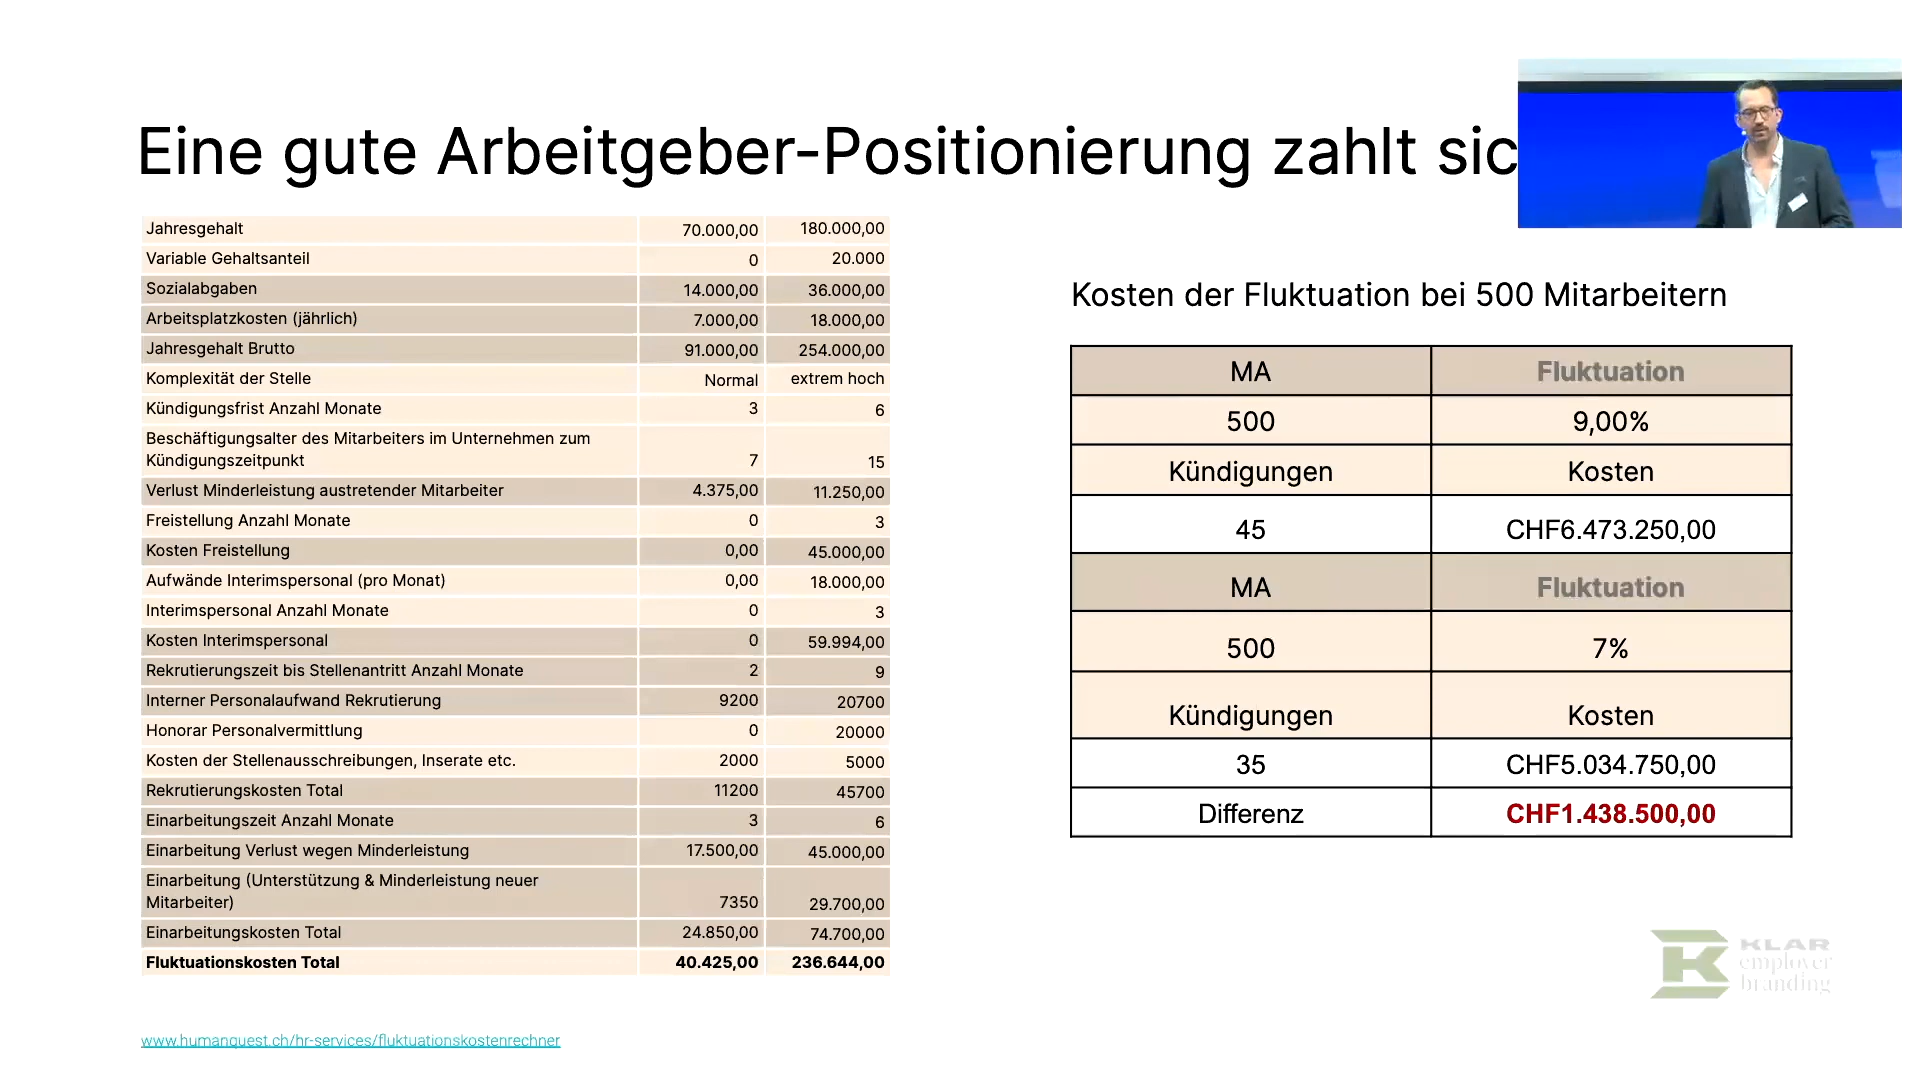 Eine gute Arbeitgeber-Positionierung zahlt sic
Jahresgehalt 70.000,00 180.000,00
Variable Gehaltsanteil 0 20.000
Sozialabgaben 14.000,00 36.000,00
Arbeitsplatzkosten (jährlich) 7.000,00 18.000,00
Jahresgehalt Brutto 91.000,00 254.000,00
Komplexität der Stelle Normal extrem hoch
Kündigungsfrist Anzahl Monate 3 6
Beschäftigungsalter des Mitarbeiters im Unternehmen zum
Kündigungszeitpunkt 7 15
Verlust Minderleistung austretender Mitarbeiter 4.375,00 11.250,00
Freistellung Anzahl Monate 0 3
Kosten Freistellung 0,00 45.000,00
Aufwände Interimspersonal (pro Monat) 0,00 18.000,00
Interimspersonal Anzahl Monate 0 3
Kosten Interimspersonal 0 59.994,00
Rekrutierungszeit bis Stellenantritt Anzahl Monate 2 9
Interner Personalaufwand Rekrutierung 9200 20700
Honorar Personalvermittlung 0 20000
Kosten der Stellenausschreibungen, Inserate etc. 2000 5000
Rekrutierungskosten Total 11200 45700
Einarbeitungszeit Anzahl Monate 3 6
Einarbeitung Verlust wegen Minderleistung 17.500,00 45.000,00
Einarbeitung (Unterstützung & Minderleistung neuer
Mitarbeiter) 7350 29.700,00
Einarbeitungskosten Total 24.850,00 74.700,00
Fluktuationskosten Total 40.425,00 236.644,00
www.humanquest.ch/hr-services/fluktuationskostenrechner
Kosten der Fluktuation bei 500 Mitarbeitern
MA Fluktuation
500 9,00%
Kündigungen Kosten
45 CHF6.473.250,00
MA Fluktuation
500 7%
Kündigungen Kosten
35 CHF5.034.750,00
Differenz CHF1.438.500,00
KLAR
employer
branding